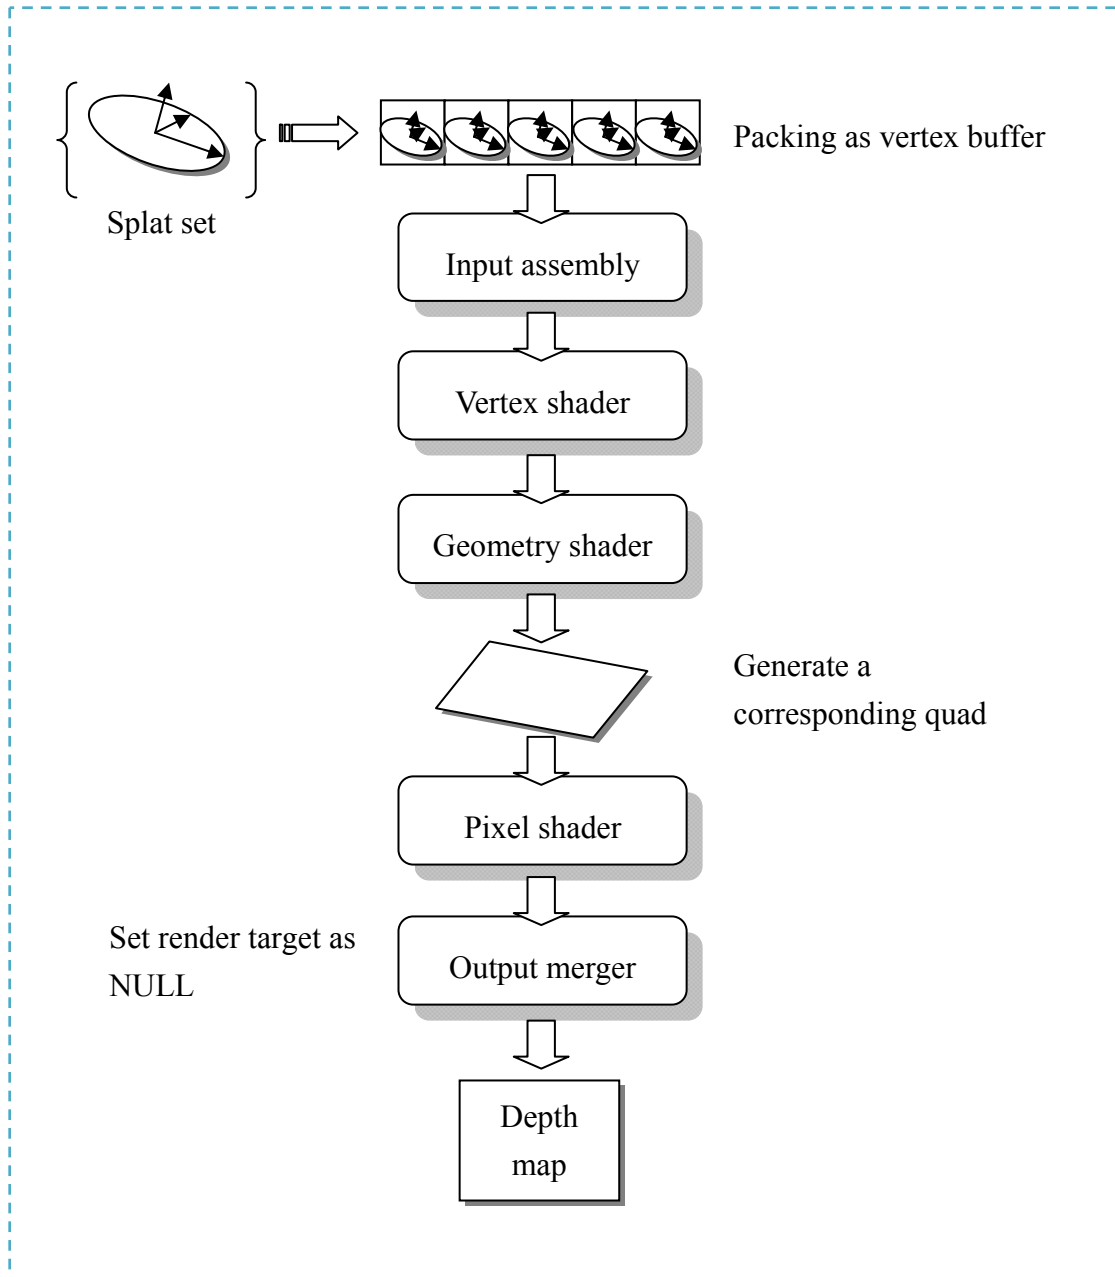 Packing as vertex buffer
Splat set
Input assembly
Vertex shader
Geometry shader
Generate a
corresponding quad
Pixel shader
Set render target as
NULL
Output merger
Depth
map